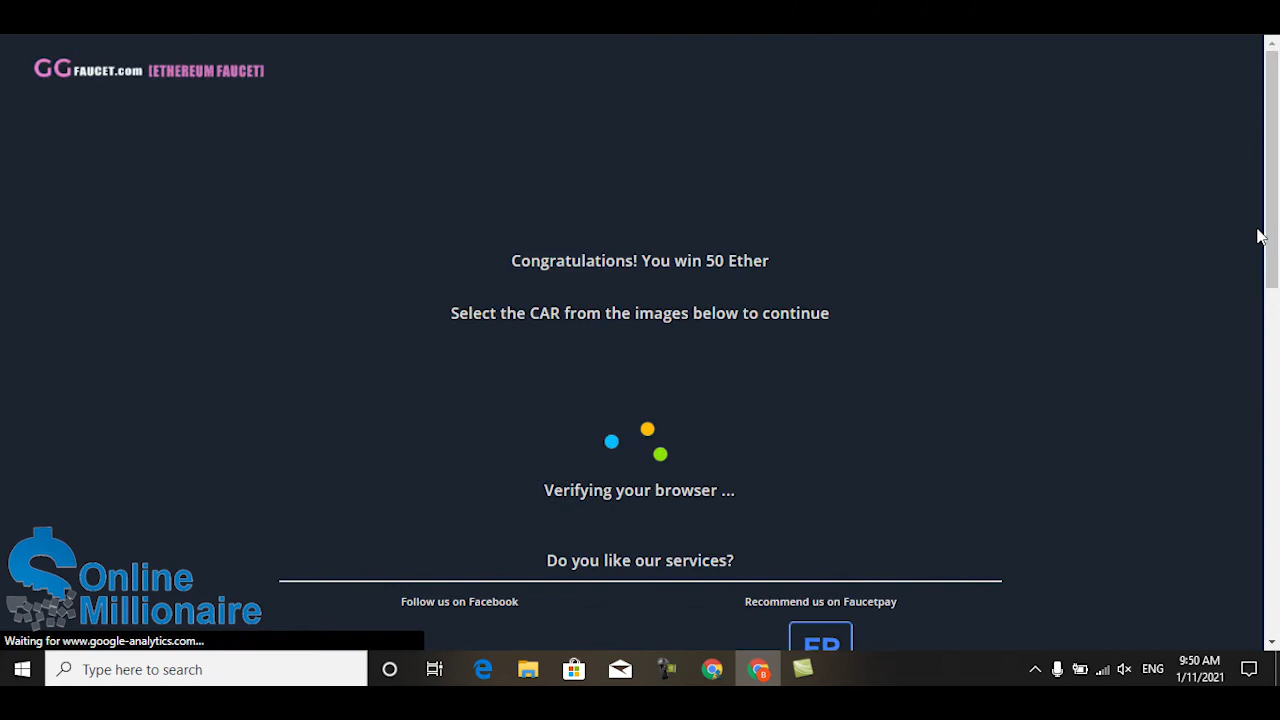 GG FAUCET.com [ETHEREUM FAUCET]
Congratulations! You win 50 Ether
Select the CAR from the images below to continue
Verifying your browser ...
Do you like our services?
Follow us on Facebook
Recommend us on Faucetpay
FP
Online
Millionaire
Waiting for www.google-analytics.com...
Type here to search
ENG
9:50 AM
1/11/2021